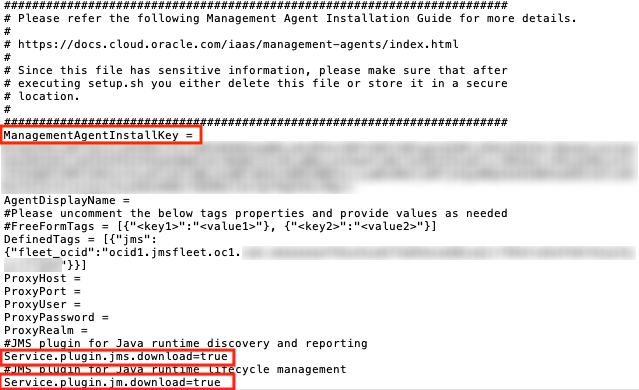 ################################################################################
# Please refer the following Management Agent Installation Guide for more details.
#
# https://docs.cloud.oracle.com/iaas/management-agents/index.html
#
# Since this file has sensitive information, please make sure that after
# executing setup.sh you either delete this file or store it in a secure
# location.
#
################################################################################
ManagementAgentInstallKey =
AgentDisplayName =
#Please uncomment the below tags properties and provide values as needed
#FreeFormTags = [{"<key1>":"<value1>"}, {"<key2>":"<value2>"}]
DefinedTags = [{"jms":
{"fleet_ocid":"ocid1.jmsfleet.oc1.
"}}]
ProxyHost =
ProxyPort =
ProxyUser =
ProxyPassword =
ProxyRealm =
#JMS plugin for Java runtime discovery and reporting
Service.plugin.jms.download=true
#JMS plugin for Java runtime lifecycle management
Service.plugin.jm.download=true